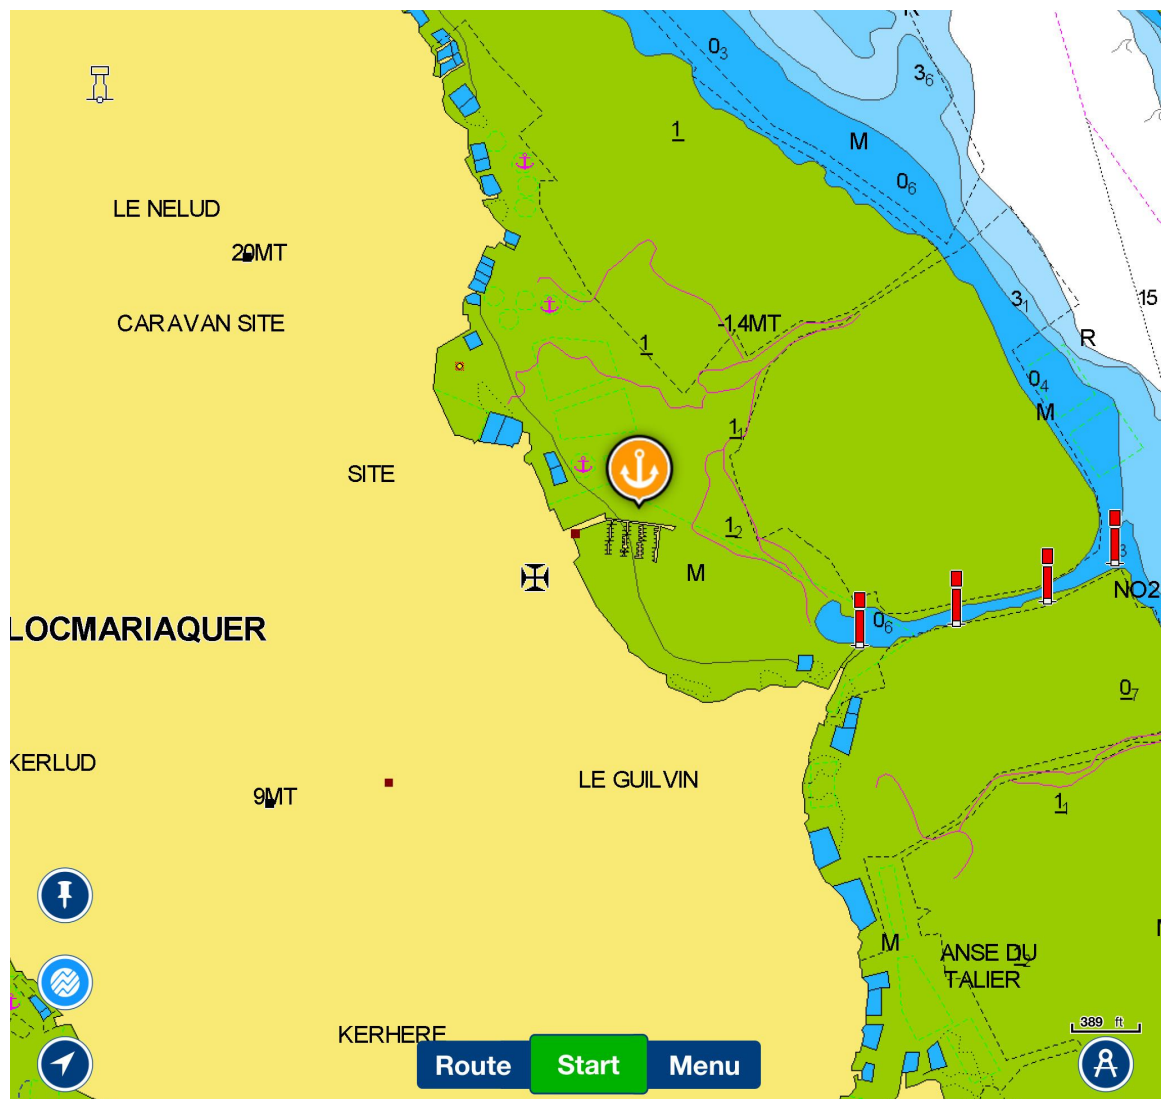 0₃
3₆
M
1
0₆
LE NELUD
20MT
3₁
15
CARAVAN SITE
-1.4MT
R
1
0₄
M
1₁
SITE
1₂
M
NO2
0₆
LOCMARIAQUER
0₇
KERLUD
LE GUILVIN
9MT
1₁
M
ANSE DU
TALIER
389 ft
KERHERE
Route Start Menu